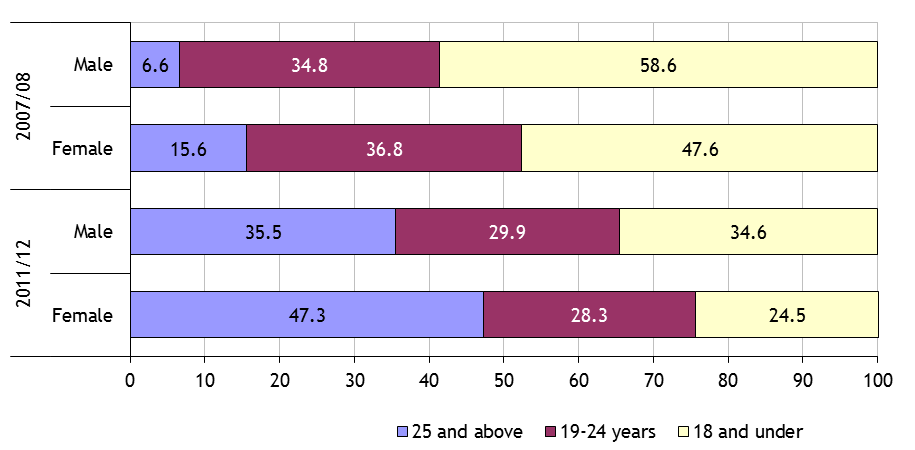 2007/08
Male
6.6 34.8 58.6
Female
15.6 36.8 47.6
2011/12
Male
35.5 29.9 34.6
Female
47.3 28.3 24.5
0 10 20 30 40 50 60 70 80 90 100
25 and above 19-24 years 18 and under